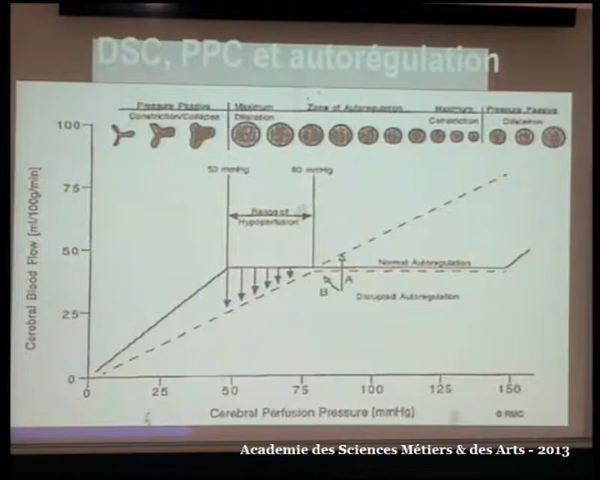 DSC, PPC et autorégulation
Pressure Passive
Constriction/Collapse
Maximum
Dilatation
Zone of Autoregulation
Maximum
Constriction
Pressure Passive
Dilatation
50 mmHg
80 mmHg
Range of
Hypoperfusion
Normal Autoregulation
A
B
Disrupted Autoregulation
Cerebral Blood Flow [ml/100g/min]
100
75
50
25
0
0
25
50
75
100
125
150
Cerebral Perfusion Pressure [mmHg]
© RMC
Academie des Sciences Métiers & des Arts - 2013